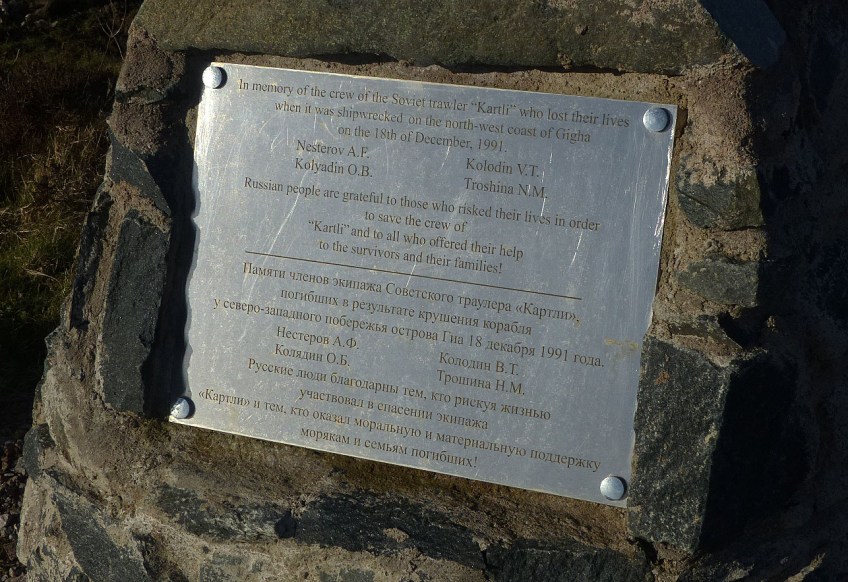 In memory of the crew of the Soviet trawler "Kartli" who lost their lives
when it was shipwrecked on the north-west coast of Gigha
on the 18th of December, 1991.
Nesterov A.F. Kolodin V.T.
Kolyadin O.B. Troshina N.M.
Russian people are grateful to those who risked their lives in order
to save the crew of
"Kartli" and to all who offered their help
to the survivors and their families!
Памяти членов экипажа Советского траулера «Картли»,
погибших в результате крушения корабля
у северо-западного побережья острова Гиа 18 декабря 1991 года.
Нестеров А.Ф. Колодин В.Т.
Колядин О.Б. Трошина Н.М.
Русские люди благодарны тем, кто рискуя жизнью
участвовал в спасении экипажа
«Картли» и тем, кто оказал моральную и материальную поддержку
морякам и семьям погибших!